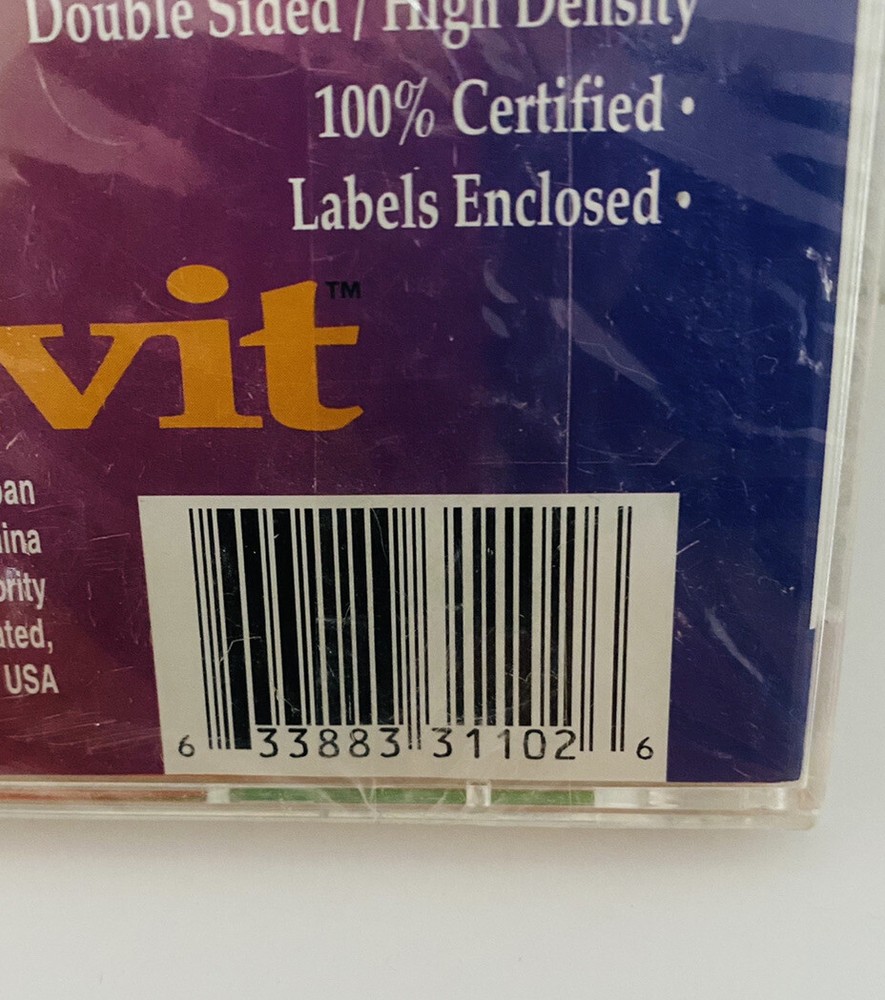 Double Sided / High Density
100% Certified •
Labels Enclosed •
vit™
USA
6 33883 31102 6